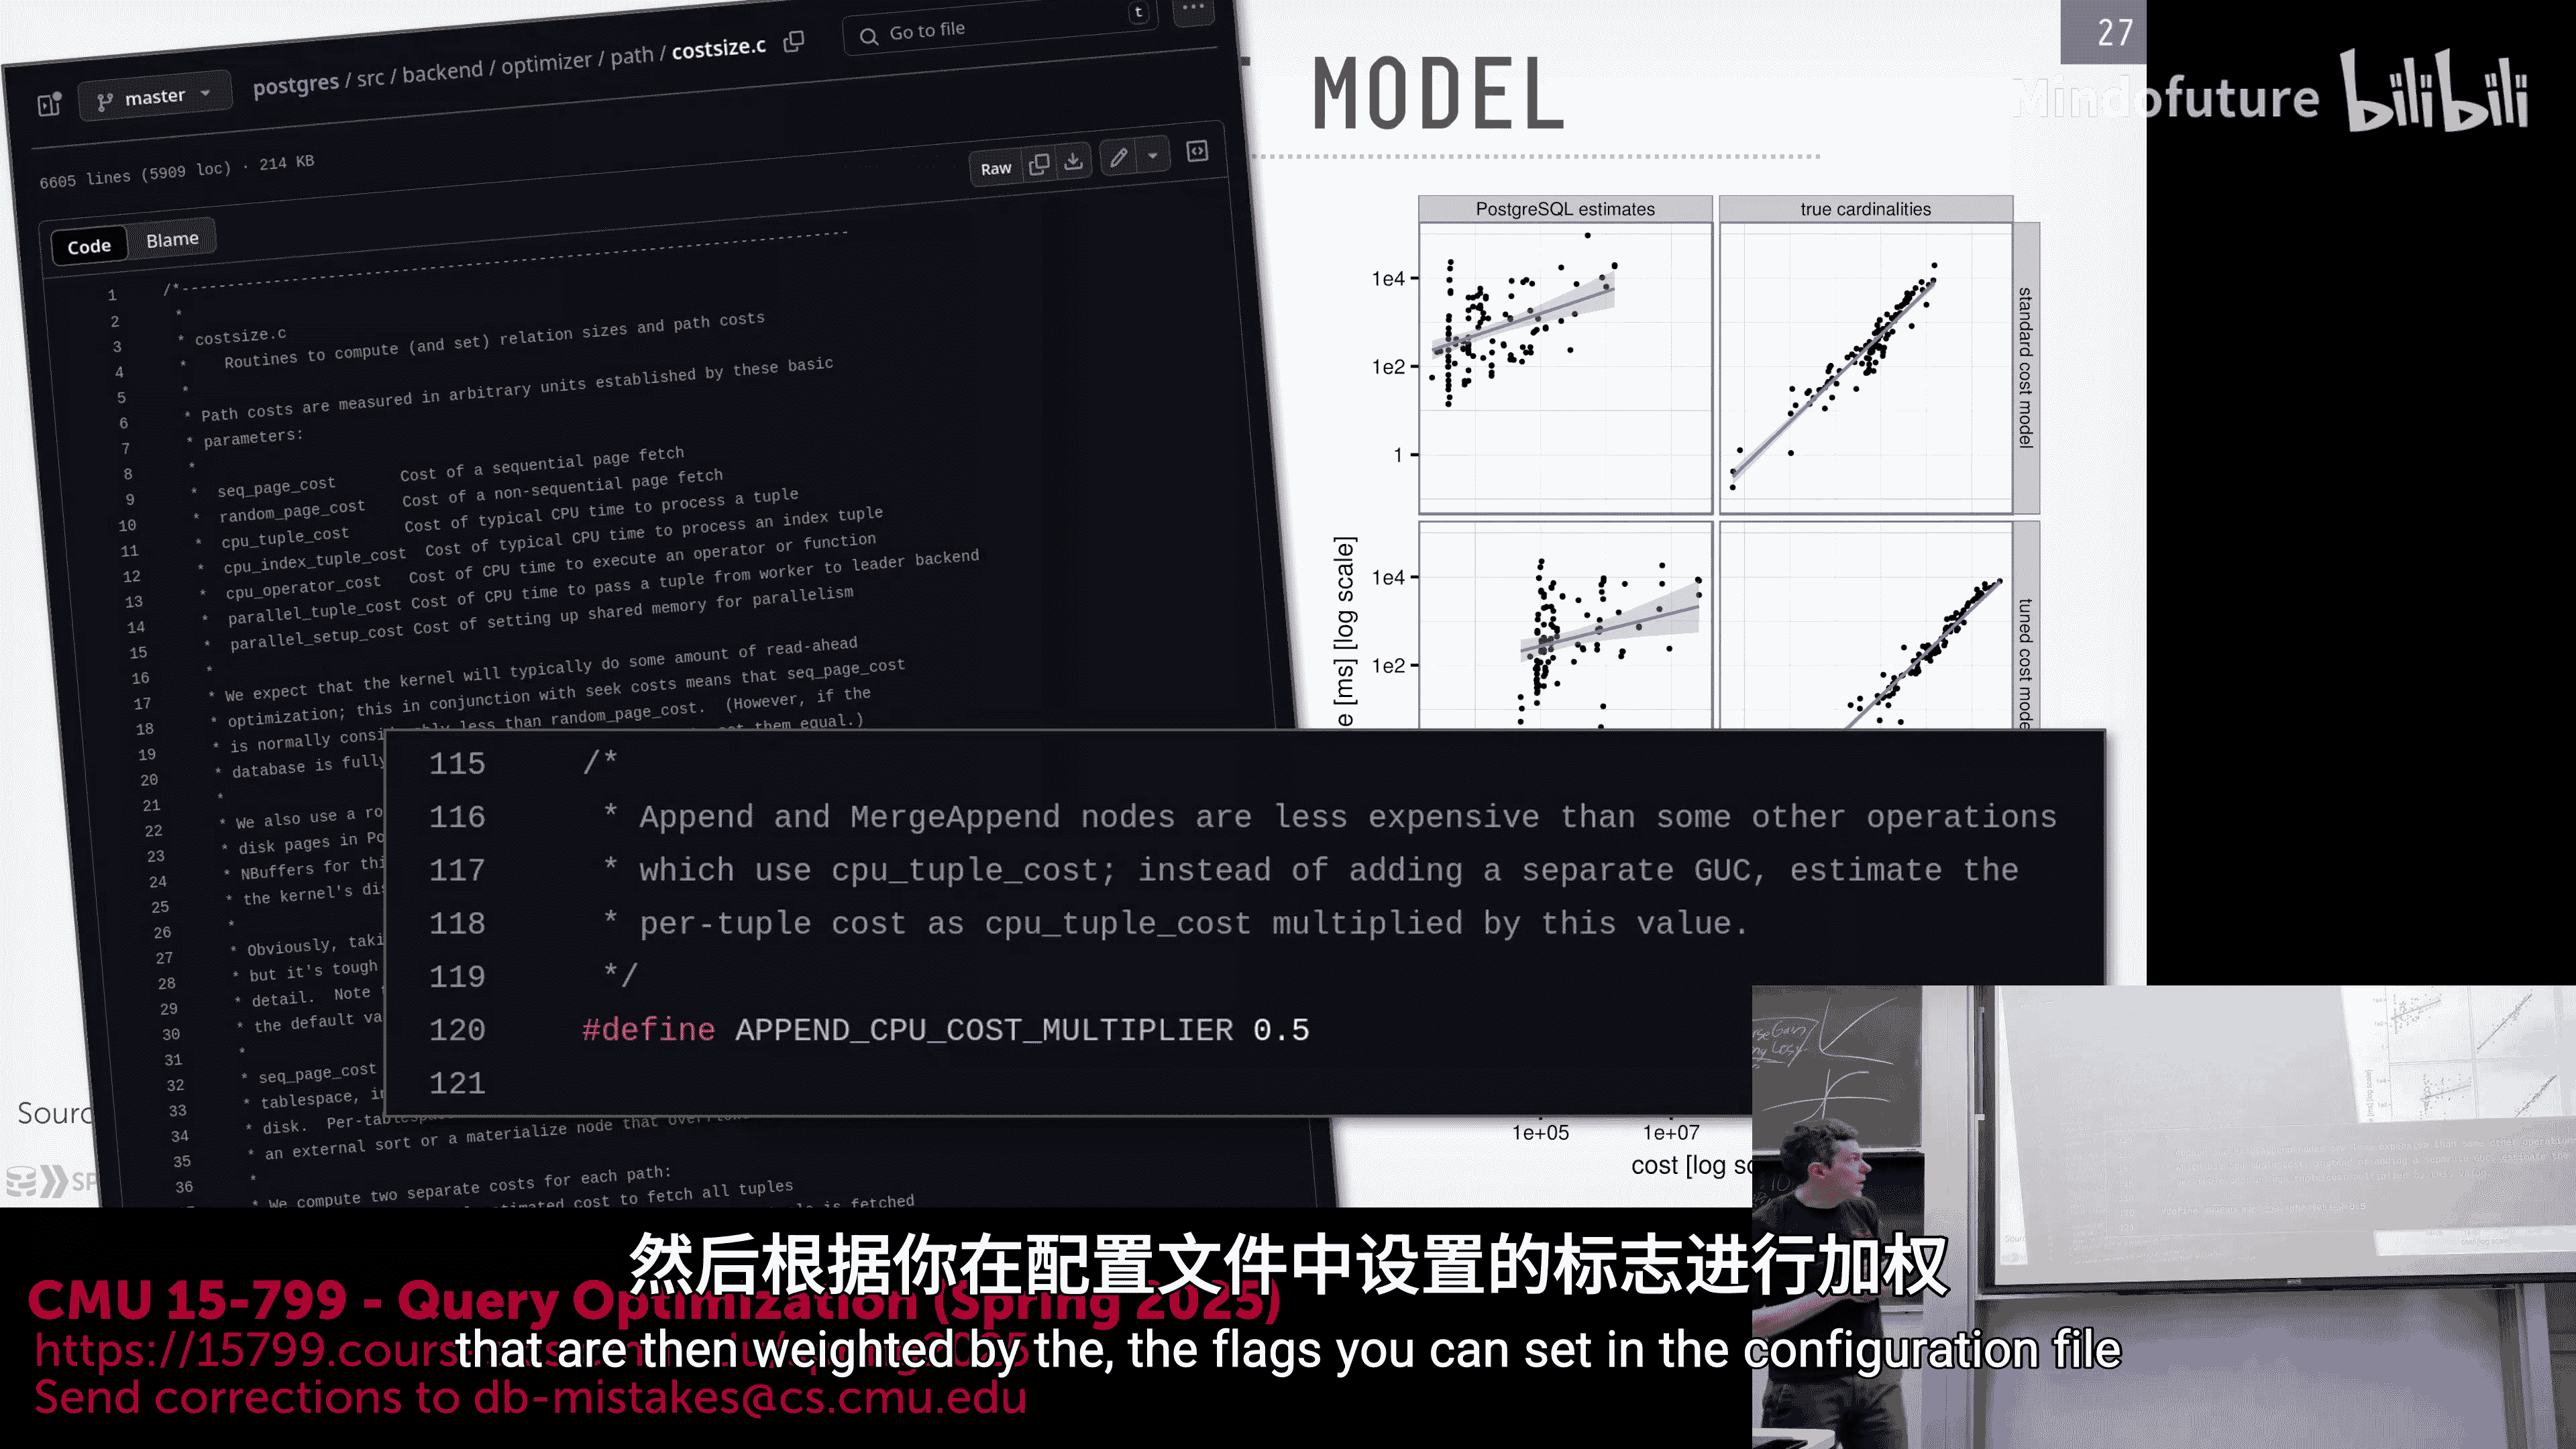 27
MODEL
Mindofuture bilibili
master
postgres / src / backend / optimizer / path / costsize.c
Go to file
t
6605 lines (5909 loc) · 214 KB
Raw
Code
Blame
1 /*--------------------------------------------------------------------------
2 *
3 * costsize.c
4 * Routines to compute (and set) relation sizes and path costs
5 *
6 * Path costs are measured in arbitrary units established by these basic
7 * parameters:
8 *
9 * seq_page_cost Cost of a sequential page fetch
10 * random_page_cost Cost of a non-sequential page fetch
11 * cpu_tuple_cost Cost of typical CPU time to process a tuple
12 * cpu_index_tuple_cost Cost of typical CPU time to process an index tuple
13 * cpu_operator_cost Cost of CPU time to execute an operator or function
14 * parallel_tuple_cost Cost of CPU time to pass a tuple from worker to leader backend
15 * parallel_setup_cost Cost of setting up shared memory for parallelism
16 *
17 * We expect that the kernel will typically do some amount of read-ahead
18 * optimization; this in conjunction with seek costs means that seq_page_cost
19 * is normally considerably less than random_page_cost. (However, if the
20 * database is fully
21 *
22 * We also use a ro
23 * disk pages in Po
24 * NBuffers for thi
25 * the kernel's dis
26 *
27 * Obviously, taki
28 * but it's tough
29 * detail. Note
30 * the default va
31 *
32 * seq_page_cost
33 * tablespace, i
34 * disk. Per-tablespace
35 * an external sort or a materialize node that overflows
36 *
* We compute two separate costs for each path:
estimated cost to fetch all tuples
is fetched
PostgreSQL estimates
true cardinalities
1e4
1e2
1
standard cost model
1e4
1e2
tuned cost mode
e [ms] [log scale]
1e+05
1e+07
cost [log sc
115 /*
116 * Append and MergeAppend nodes are less expensive than some other operations
117 * which use cpu_tuple_cost; instead of adding a separate GUC, estimate the
118 * per-tuple cost as cpu_tuple_cost multiplied by this value.
119 */
120 #define APPEND_CPU_COST_MULTIPLIER 0.5
121
Sourc
SP
然后根据你在配置文件中设置的标志进行加权
CMU 15-799 - Query Optimization (Spring 2025)
that are then weighted by the, the flags you can set in the configuration file
https://15799.cours
Send corrections to db-mistakes@cs.cmu.edu